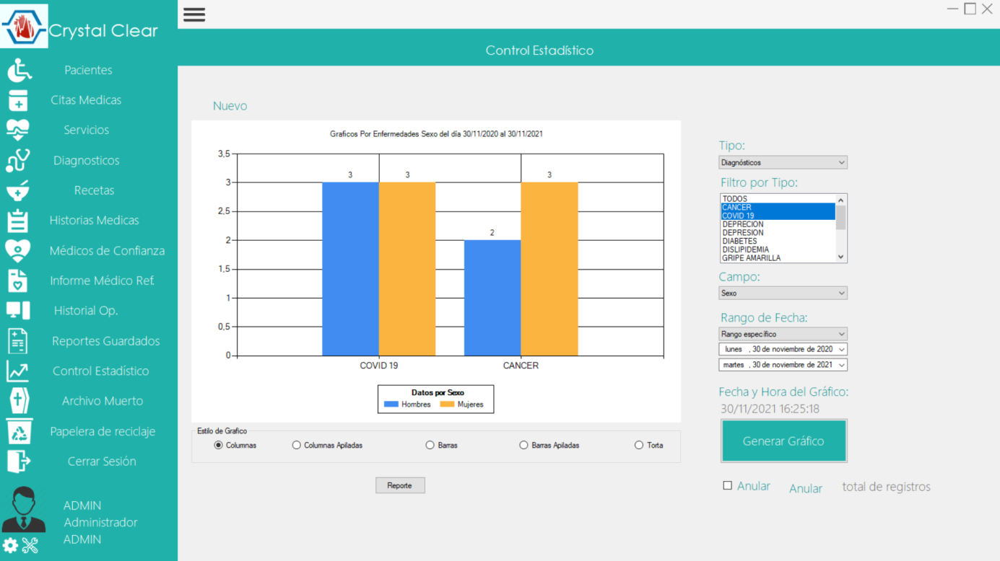 Crystal Clear
Pacientes
Citas Medicas
Servicios
Diagnosticos
Recetas
Historias Medicas
Médicos de Confianza
Informe Médico Ref.
Historial Op.
Reportes Guardados
Control Estadístico
Archivo Muerto
Papelera de reciclaje
Cerrar Sesión
ADMIN
Administrador
ADMIN
Control Estadístico
Nuevo
Graficos Por Enfermedades Sexo del día 30/11/2020 al 30/11/2021
3,5
3
2,5
2
1,5
1
0,5
0
3 3 2 3
COVID 19 CANCER
Datos por Sexo
Hombres Mujeres
Estilo de Grafico
Columnas Columnas Apiladas Barras Barras Apiladas Torta
Reporte
Tipo:
Diagnósticos
Filtro por Tipo:
TODOS
CANCER
COVID 19
DEPRECION
DEPRESION
DIABETES
DISLIPIDEMIA
GRIPE AMARILLA
Campo:
Sexo
Rango de Fecha:
Rango específico
lunes , 30 de noviembre de 2020
martes , 30 de noviembre de 2021
Fecha y Hora del Gráfico:
30/11/2021 16:25:18
Generar Gráfico
Anular Anular total de registros